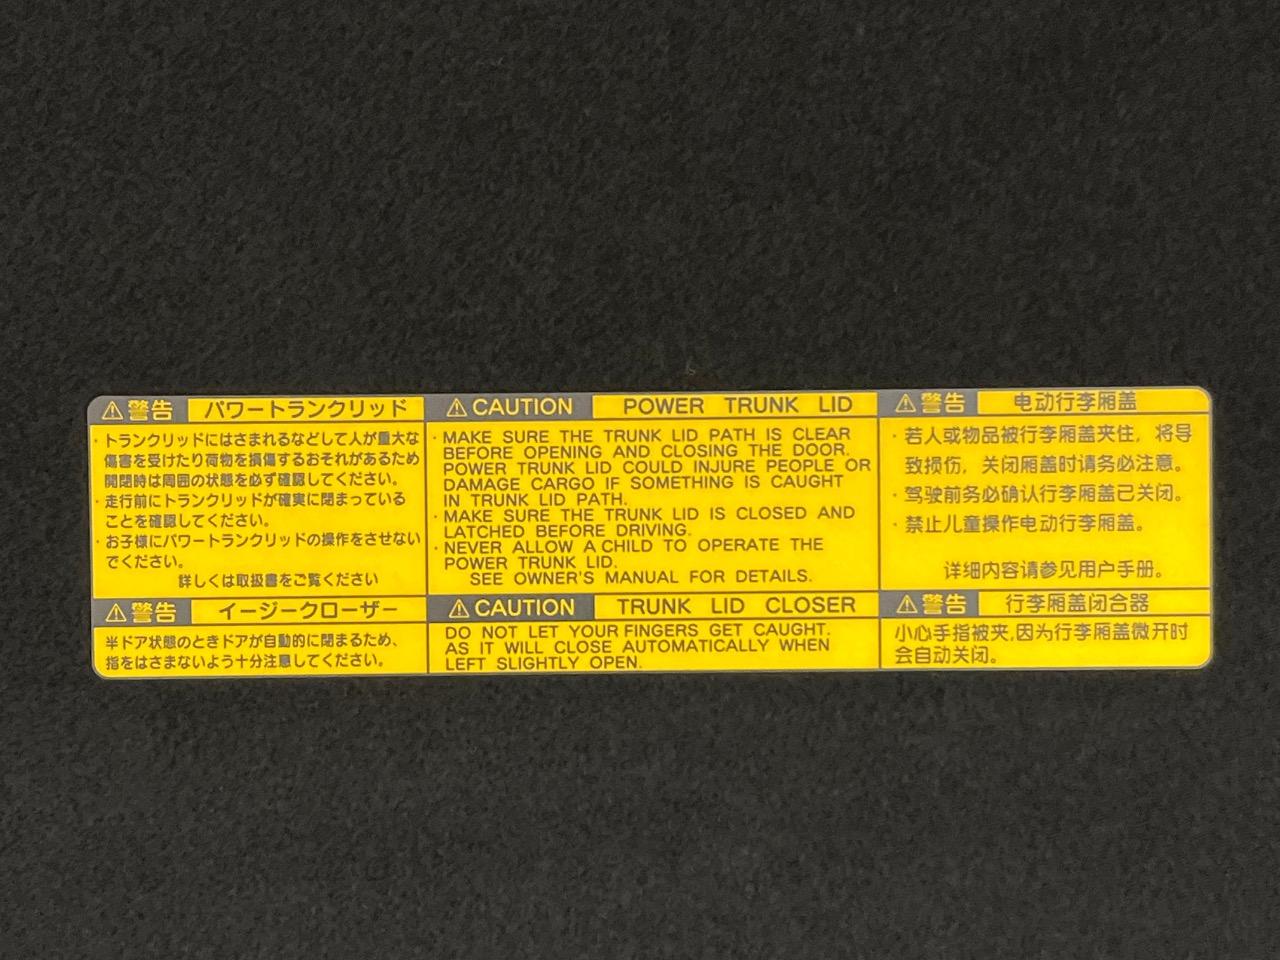 ⚠警告 パワートランクリッド
・トランクリッドにはさまれるなどして人が重大な
傷害を受けたり荷物を損傷するおそれがあるため
開閉時は周囲の状態を必ず確認してください。
・走行前にトランクリッドが確実に閉まっている
ことを確認してください。
・お子様にパワートランクリッドの操作をさせない
でください。
詳しくは取扱書をご覧ください
⚠警告 イージークローザー
半ドア状態のときドアが自動的に閉まるため、
指をはさまないよう十分注意してください。
⚠CAUTION POWER TRUNK LID
・MAKE SURE THE TRUNK LID PATH IS CLEAR
BEFORE OPENING AND CLOSING THE DOOR.
POWER TRUNK LID COULD INJURE PEOPLE OR
DAMAGE CARGO IF SOMETHING IS CAUGHT
IN TRUNK LID PATH.
・MAKE SURE THE TRUNK LID IS CLOSED AND
LATCHED BEFORE DRIVING.
・NEVER ALLOW A CHILD TO OPERATE THE
POWER TRUNK LID.
SEE OWNER'S MANUAL FOR DETAILS.
⚠CAUTION TRUNK LID CLOSER
DO NOT LET YOUR FINGERS GET CAUGHT.
AS IT WILL CLOSE AUTOMATICALLY WHEN
LEFT SLIGHTLY OPEN.
⚠警告 电动行李厢盖
・若人或物品被行李厢盖夹住，将导
致损伤，关闭厢盖时请务必注意。
・驾驶前务必确认行李厢盖已关闭。
・禁止儿童操作电动行李厢盖。
详细内容请参见用户手册。
⚠警告 行李厢盖闭合器
小心手指被夹,因为行李厢盖微开时
会自动关闭。